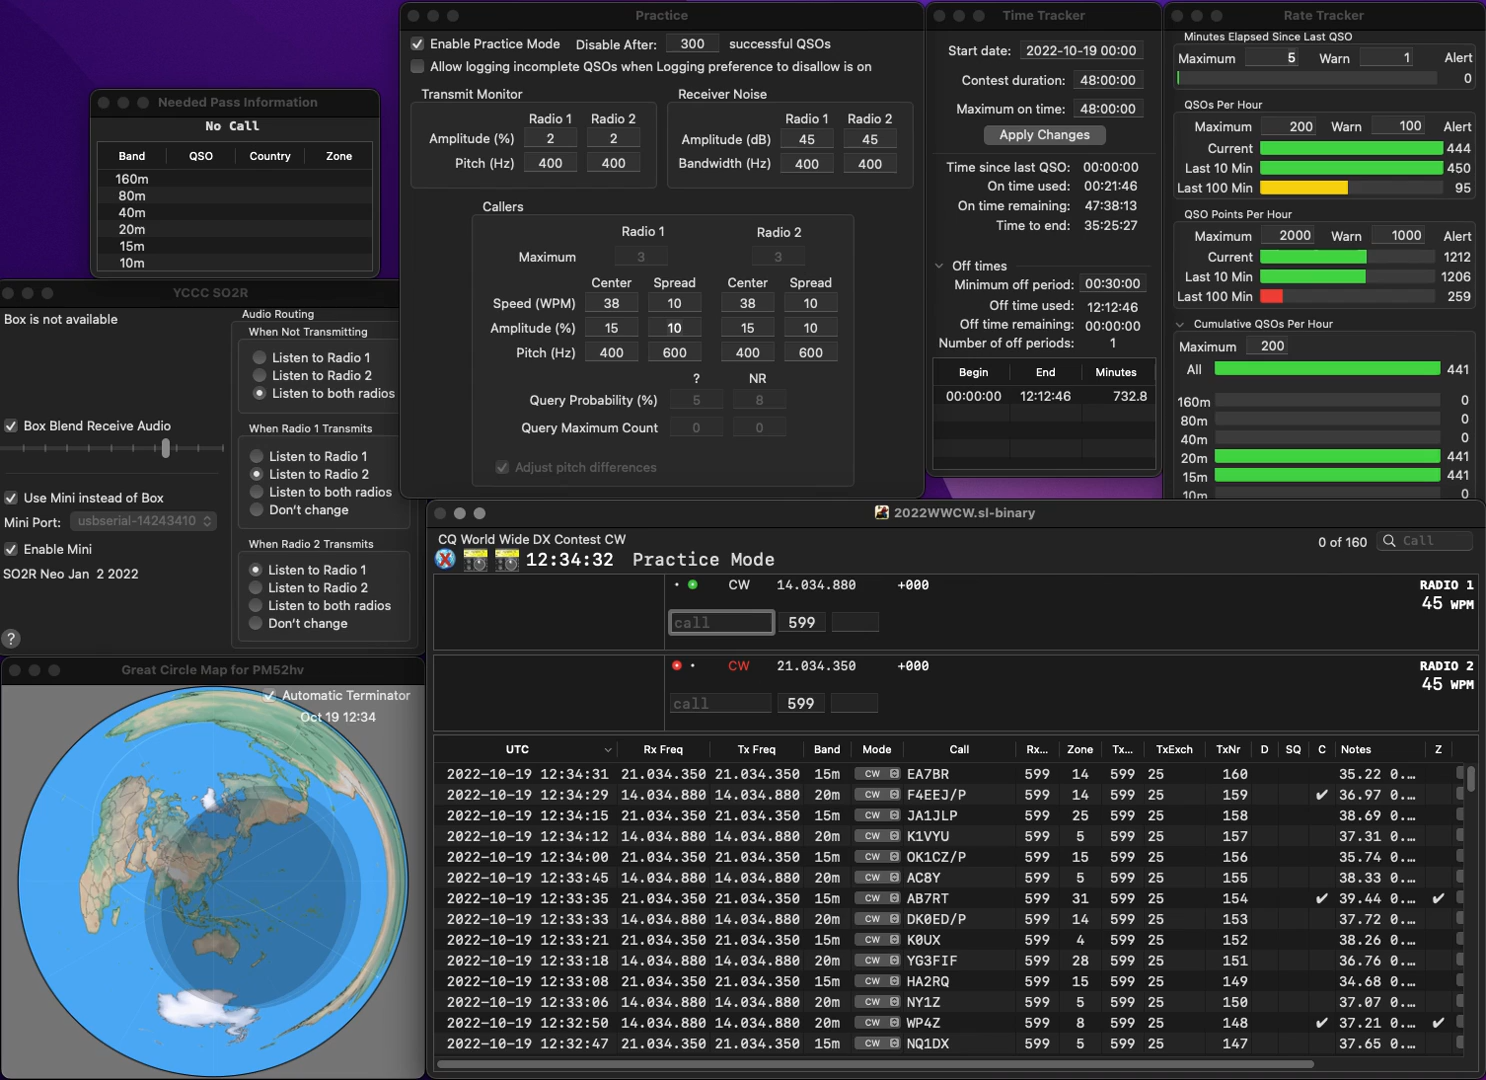 Practice
Enable Practice Mode Disable After: 300 successful QSOs
Allow logging incomplete QSOs when Logging preference to disallow is on
Transmit Monitor
Radio 1 Radio 2
Amplitude (%) 2 2
Pitch (Hz) 400 400
Receiver Noise
Radio 1 Radio 2
Amplitude (dB) 45 45
Bandwidth (Hz) 400 400
Callers
Radio 1 Radio 2
Maximum 3 3
Center Spread Center Spread
Speed (WPM) 38 10 38 10
Amplitude (%) 15 10 15 10
Pitch (Hz) 400 600 400 600
? NR
Query Probability (%) 5 8
Query Maximum Count 0 0
Adjust pitch differences
Time Tracker
Start date: 2022-10-19 00:00
Contest duration: 48:00:00
Maximum on time: 48:00:00
Apply Changes
Time since last QSO: 00:00:00
On time used: 00:21:46
On time remaining: 47:38:13
Time to end: 35:25:27
Off times
Minimum off period: 00:30:00
Off time used: 12:12:46
Off time remaining: 00:00:00
Number of off periods: 1
Begin End Minutes
00:00:00 12:12:46 732.8
Rate Tracker
Minutes Elapsed Since Last QSO
Maximum 5 Warn 1 Alert
0
QSOs Per Hour
Maximum 200 Warn 100 Alert
Current 444
Last 10 Min 450
Last 100 Min 95
QSO Points Per Hour
Maximum 2000 Warn 1000 Alert
Current 1212
Last 10 Min 1206
Last 100 Min 259
Cumulative QSOs Per Hour
Maximum 200
All 441
160m 0
80m 0
40m 0
20m 441
15m 441
10m 0
Needed Pass Information
No Call
Band QSO Country Zone
160m
80m
40m
20m
15m
10m
YCCC SO2R
Box is not available
Box Blend Receive Audio
Use Mini instead of Box
Mini Port: usbserial-14243410
Enable Mini
SO2R Neo Jan 2 2022
?
Audio Routing
When Not Transmitting
Listen to Radio 1
Listen to Radio 2
Listen to both radios
When Radio 1 Transmits
Listen to Radio 1
Listen to Radio 2
Listen to both radios
Don't change
When Radio 2 Transmits
Listen to Radio 1
Listen to Radio 2
Listen to both radios
Don't change
Great Circle Map for PM52hv
Automatic Terminator
Oct 19 12:34
2022WWCW.sl-binary
CQ World Wide DX Contest CW
0 of 160 Call
12:34:32 Practice Mode
CW 14.034.880 +000 RADIO 1
45 WPM
call 599
CW 21.034.350 +000 RADIO 2
45 WPM
call 599
UTC Rx Freq Tx Freq Band Mode Call Rx... Zone Tx... TxExch TxNr D SQ C Notes Z
2022-10-19 12:34:31 21.034.350 21.034.350 15m CW EA7BR 599 14 599 25 160 35.22 0....
2022-10-19 12:34:29 14.034.880 14.034.880 20m CW F4EEJ/P 599 14 599 25 159 ✔ 36.97 0....
2022-10-19 12:34:15 21.034.350 21.034.350 15m CW JA1JLP 599 25 599 25 158 38.69 0....
2022-10-19 12:34:12 14.034.880 14.034.880 20m CW K1VYU 599 5 599 25 157 37.31 0....
2022-10-19 12:34:00 21.034.350 21.034.350 15m CW OK1CZ/P 599 15 599 25 156 35.74 0....
2022-10-19 12:33:45 14.034.880 14.034.880 20m CW AC8Y 599 5 599 25 155 38.33 0....
2022-10-19 12:33:35 21.034.350 21.034.350 15m CW AB7RT 599 31 599 25 154 ✔ 39.44 0.... ✔
2022-10-19 12:33:33 14.034.880 14.034.880 20m CW DK0ED/P 599 14 599 25 153 37.72 0....
2022-10-19 12:33:21 21.034.350 21.034.350 15m CW K0UX 599 4 599 25 152 38.26 0....
2022-10-19 12:33:18 14.034.880 14.034.880 20m CW YG3FIF 599 28 599 25 151 36.76 0....
2022-10-19 12:33:08 21.034.350 21.034.350 15m CW HA2RQ 599 15 599 25 149 34.68 0....
2022-10-19 12:33:06 14.034.880 14.034.880 20m CW NY1Z 599 5 599 25 150 37.07 0....
2022-10-19 12:32:50 14.034.880 14.034.880 20m CW WP4Z 599 8 599 25 148 ✔ 37.21 0.... ✔
2022-10-19 12:32:47 21.034.350 21.034.350 15m CW NQ1DX 599 5 599 25 147 37.65 0....